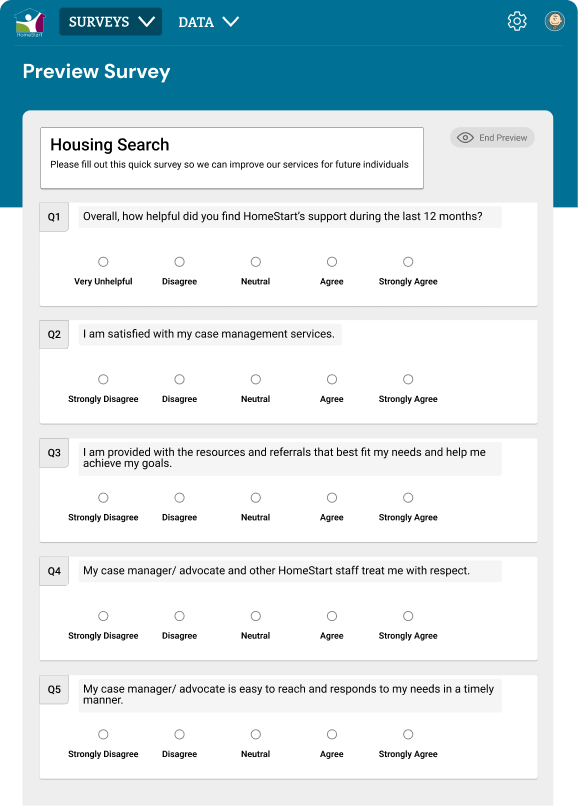 HomeStart
SURVEYS
DATA
Preview Survey
Housing Search
Please fill out this quick survey so we can improve our services for future individuals
End Preview
Q1
Overall, how helpful did you find HomeStart's support during the last 12 months?
Very Unhelpful Disagree Neutral Agree Strongly Agree
Q2
I am satisfied with my case management services.
Strongly Disagree Disagree Neutral Agree Strongly Agree
Q3
I am provided with the resources and referrals that best fit my needs and help me
achieve my goals.
Strongly Disagree Disagree Neutral Agree Strongly Agree
Q4
My case manager/ advocate and other HomeStart staff treat me with respect.
Strongly Disagree Disagree Neutral Agree Strongly Agree
Q5
My case manager/ advocate is easy to reach and responds to my needs in a timely
manner.
Strongly Disagree Disagree Neutral Agree Strongly Agree